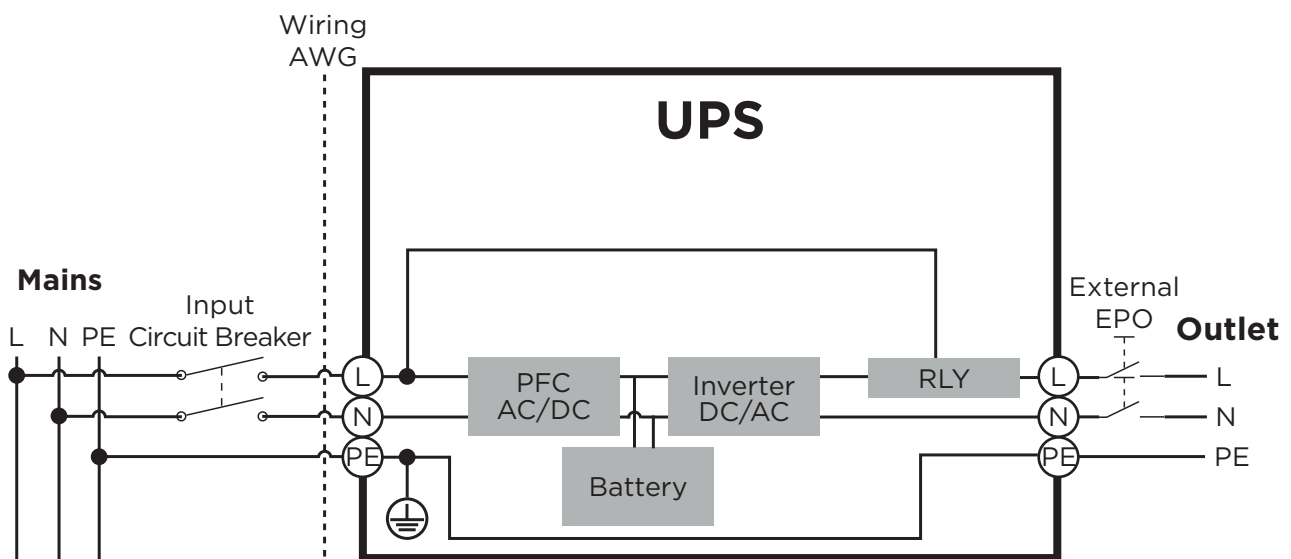 Wiring
AWG
UPS
Mains
Input
Circuit Breaker
L N PE
External
EPO
Outlet
L
N
PE
PFC
AC/DC
Inverter
DC/AC
RLY
Battery
L
N
PE
L
N
PE